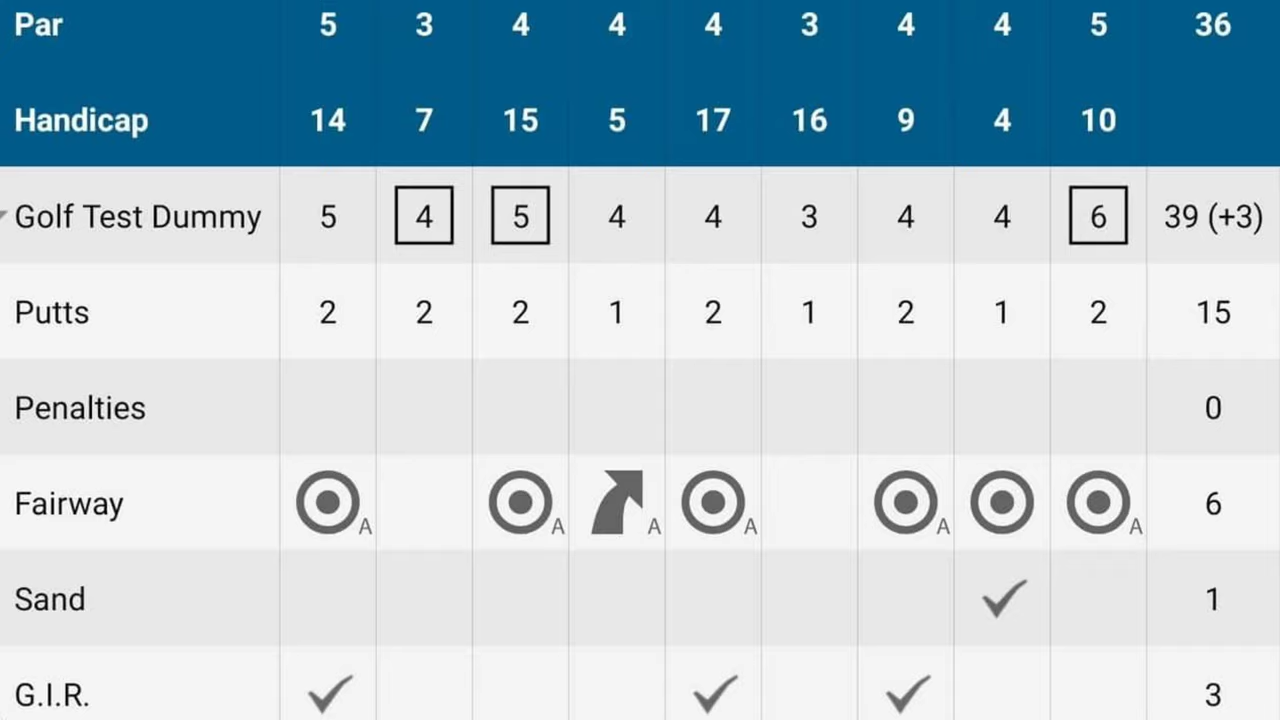 Par 5 3 4 4 4 3 4 4 5 36
Handicap 14 7 15 5 17 16 9 4 10
Golf Test Dummy 5 4 5 4 4 3 4 4 6 39 (+3)
Putts 2 2 2 1 2 1 2 1 2 15
Penalties 0
Fairway A A A A A A 6
Sand 1
G.I.R. 3